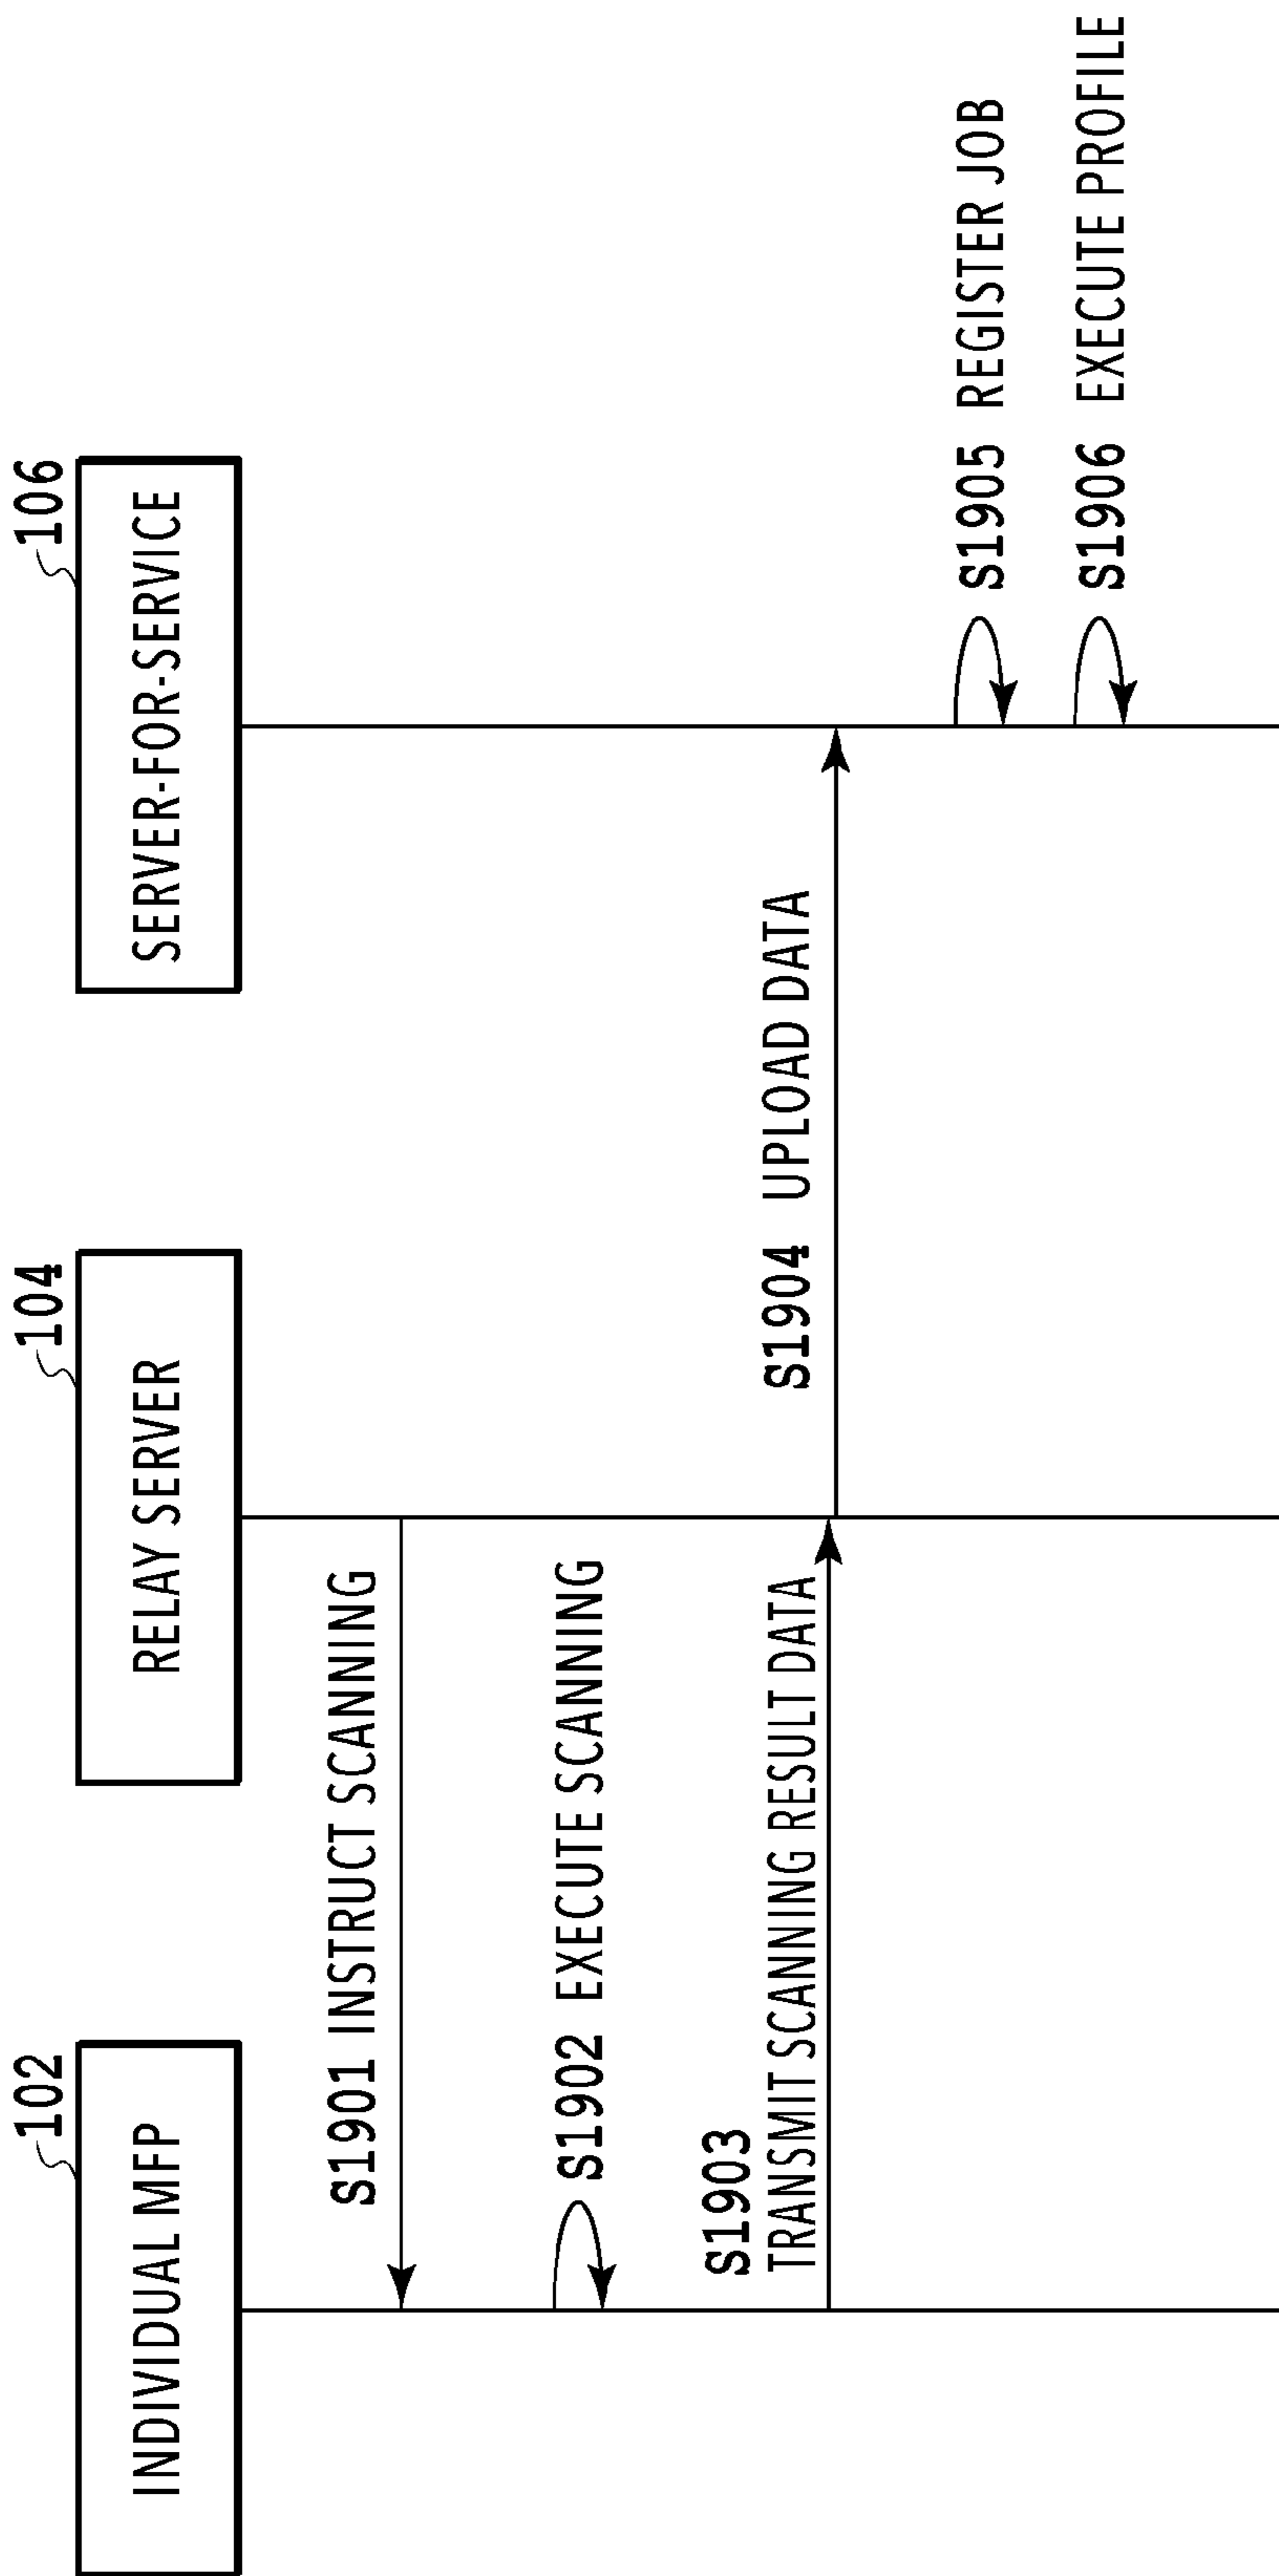 102
INDIVIDUAL MFP
104
RELAY SERVER
106
SERVER-FOR-SERVICE
S1901 INSTRUCT SCANNING
S1902 EXECUTE SCANNING
S1903
TRANSMIT SCANNING RESULT DATA
S1904 UPLOAD DATA
S1905 REGISTER JOB
S1906 EXECUTE PROFILE